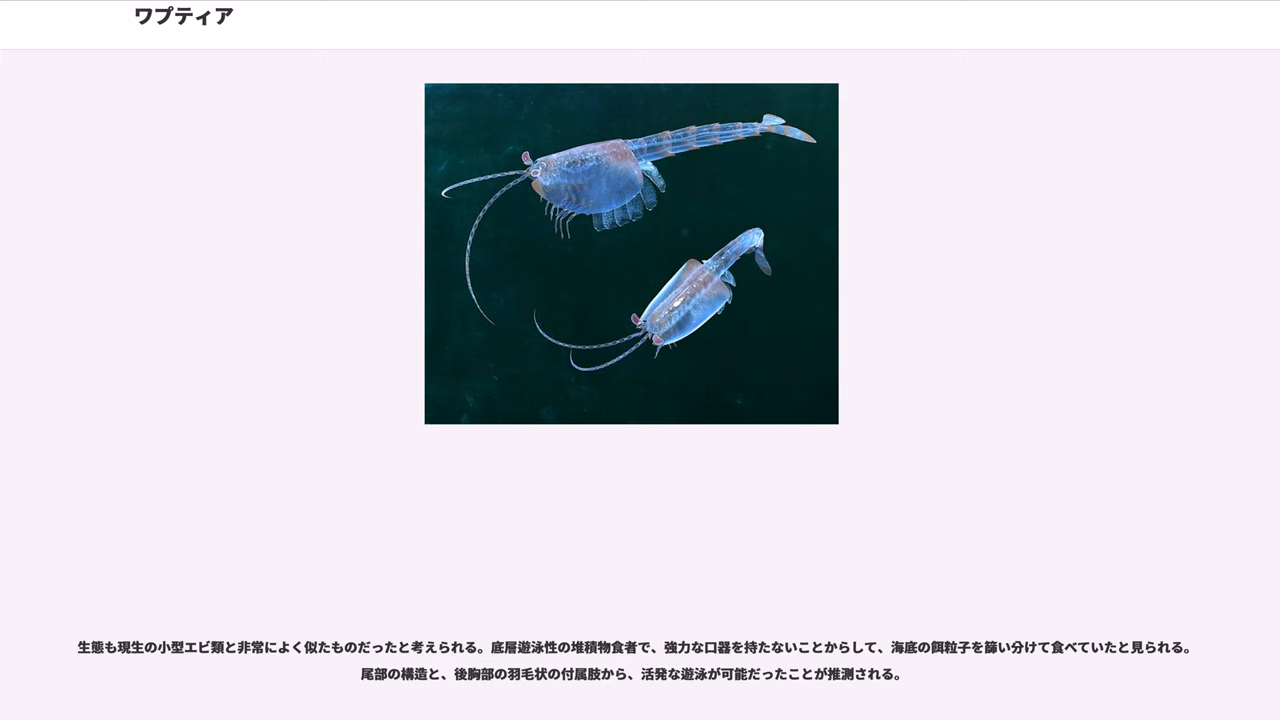 ワプティア
生態も現生の小型エビ類と非常によく似たものだったと考えられる。底層遊泳性の堆積物食者で、強力な口器を持たないことからして、海底の餌粒子を篩い分けて食べていたと見られる。
尾部の構造と、後胸部の羽毛状の付属肢から、活発な遊泳が可能だったことが推測される。